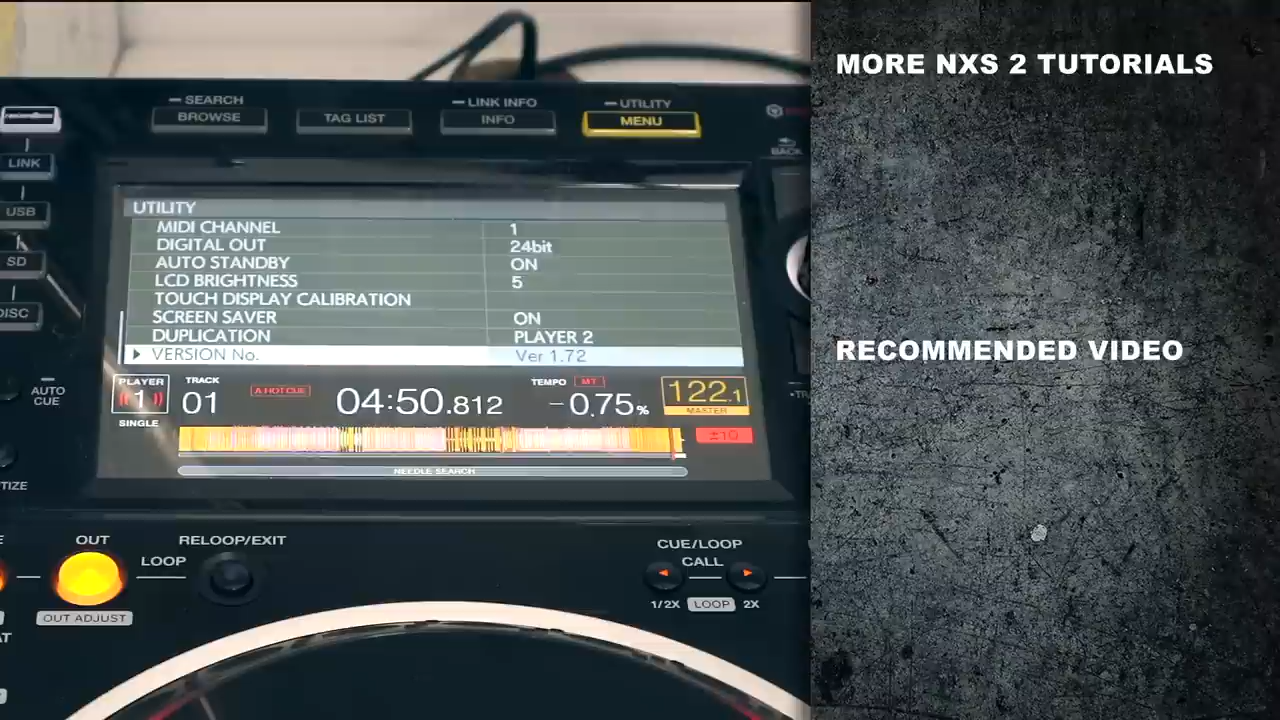 MORE NXS 2 TUTORIALS
RECOMMENDED VIDEO
SEARCH
BROWSE
TAG LIST
LINK INFO
INFO
UTILITY
MENU
BACK
LINK
USB
SD
DISC
UTILITY
MIDI CHANNEL 1
DIGITAL OUT 24bit
AUTO STANDBY ON
LCD BRIGHTNESS 5
TOUCH DISPLAY CALIBRATION
SCREEN SAVER ON
DUPLICATION PLAYER 2
VERSION No. Ver 1.72
PLAYER
1
SINGLE
TRACK
01
A HOT CUE
04:50.812
TEMPO MT
-0.75%
122.1
MASTER
±10
NEEDLE SEARCH
AUTO
CUE
TIZE
OUT
LOOP
RELOOP/EXIT
OUT ADJUST
CUE/LOOP
CALL
1/2X LOOP 2X